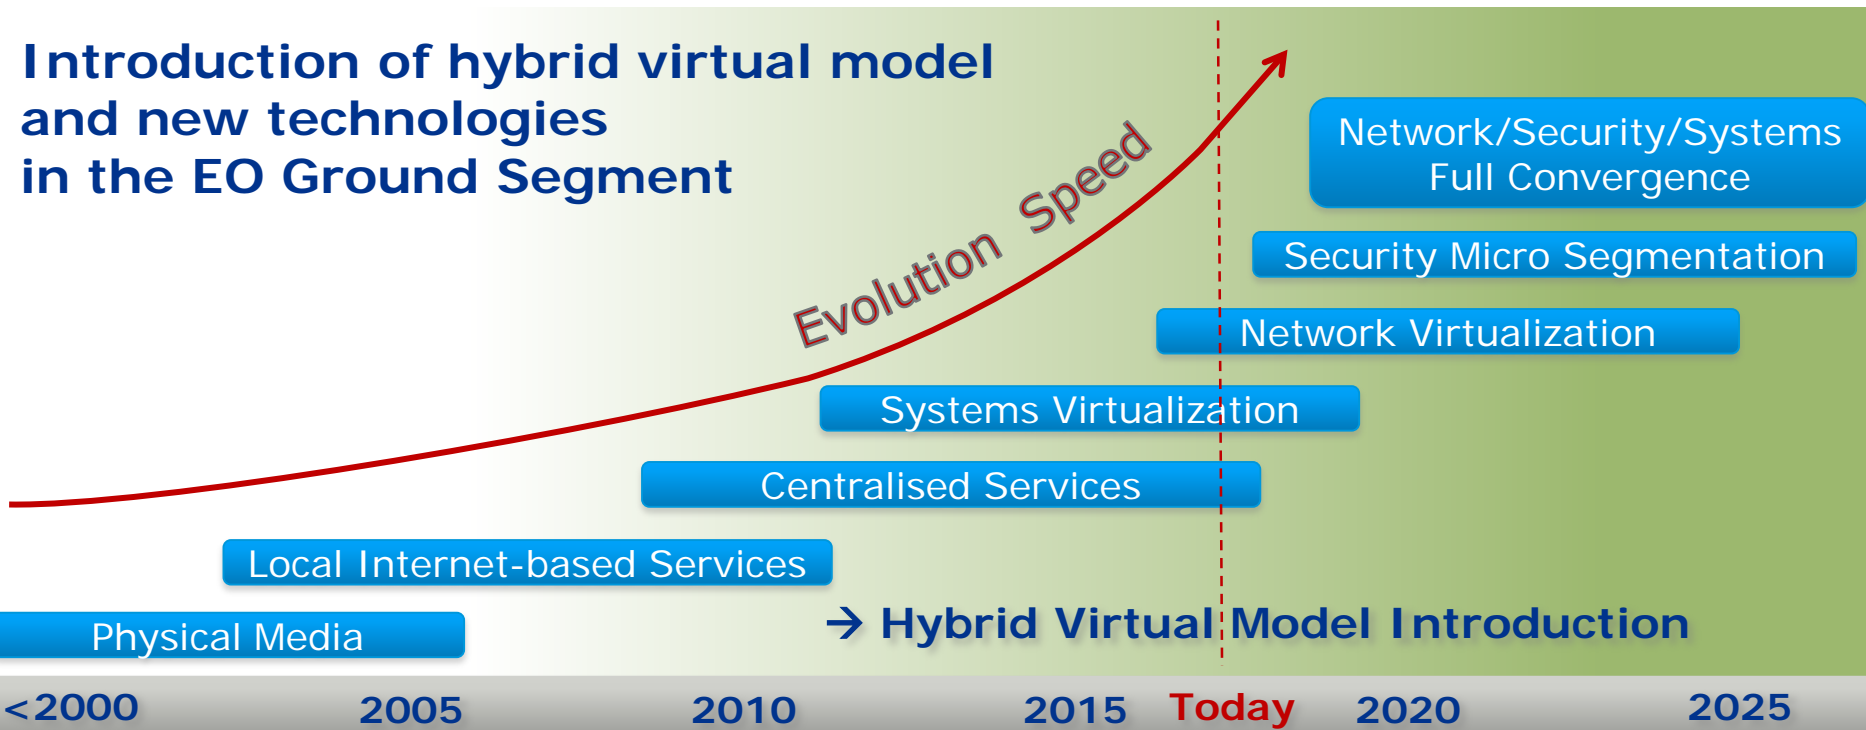 Introduction of hybrid virtual model
and new technologies
in the EO Ground Segment
Evolution Speed
Network/Security/Systems
Full Convergence
Security Micro Segmentation
Network Virtualization
Systems Virtualization
Centralised Services
Local Internet-based Services
Physical Media
→ Hybrid Virtual Model Introduction
<2000 2005 2010 2015 Today 2020 2025